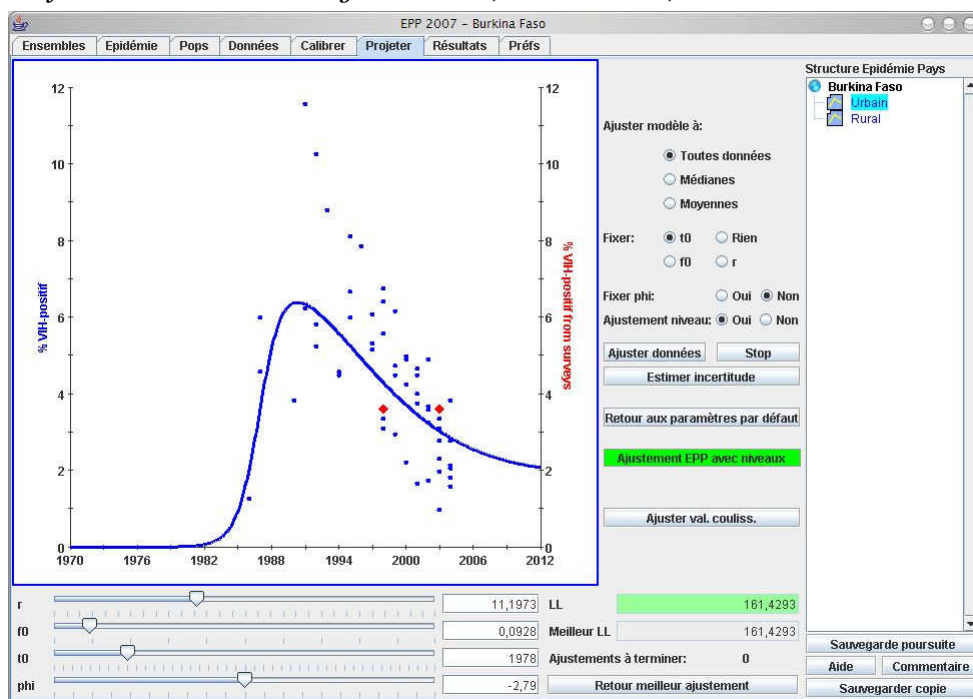 EPP 2007 - Burkina Faso
Ensembles Epidémie Pops Données Calibrer Projeter Résultats Préfs
12
10
8
6
4
2
0
% VIH-positif
1970 1976 1982 1988 1994 2000 2006 2012
12
10
8
6
4
2
0
% VIH-positif from surveys
Ajuster modèle à:
Toutes données
Médianes
Moyennes
Fixer: t0 Rien
f0 r
Fixer phi: Oui Non
Ajustement niveau: Oui Non
Ajuster données Stop
Estimer incertitude
Retour aux paramètres par défaut
Ajustement EPP avec niveaux
Ajuster val. couliss.
Structure Epidémie Pays
Burkina Faso
Urbain
Rural
r 11,1973 LL 161,4293
f0 0,0928 Meilleur LL 161,4293
t0 1978 Ajustements à terminer: 0
phi -2,79 Retour meilleur ajustement
Sauvegarde poursuite
Aide Commentaire
Sauvegarder copie